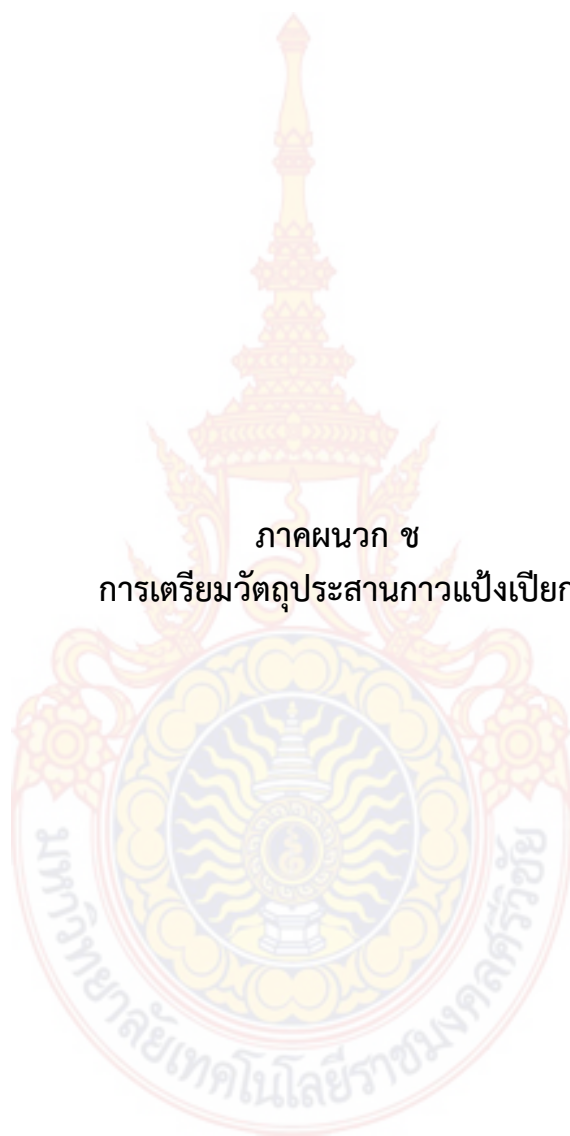 ภาคผนวก ช
การเตรียมวัตถุประสานกาวแป้งเปียก
มหาวิทยาลัยเทคโนโลยีราชมงคลศรีวิชัย